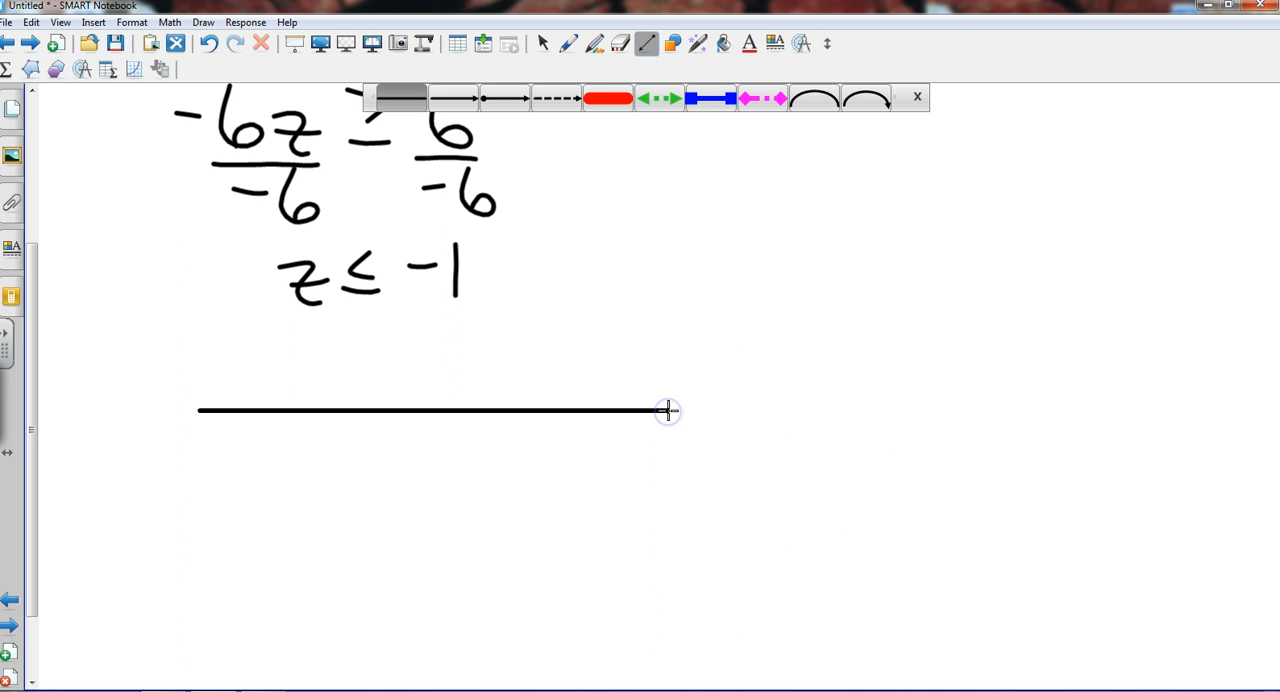 Untitled * - SMART Notebook
File Edit View Insert Format Math Draw Response Help
-6z ≥ 6
-6 -6
z ≤ -1